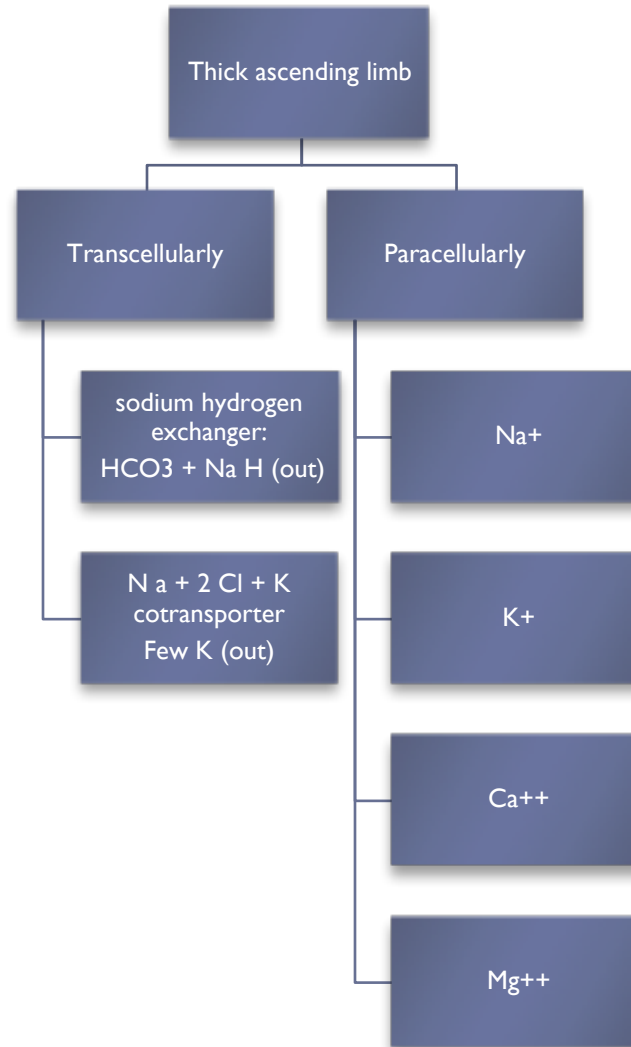 Thick ascending limb
Transcellularly
Paracellularly
sodium hydrogen
exchanger:
HCO3 + Na H (out)
N a + 2 Cl + K
cotransporter
Few K (out)
Na+
K+
Ca++
Mg++